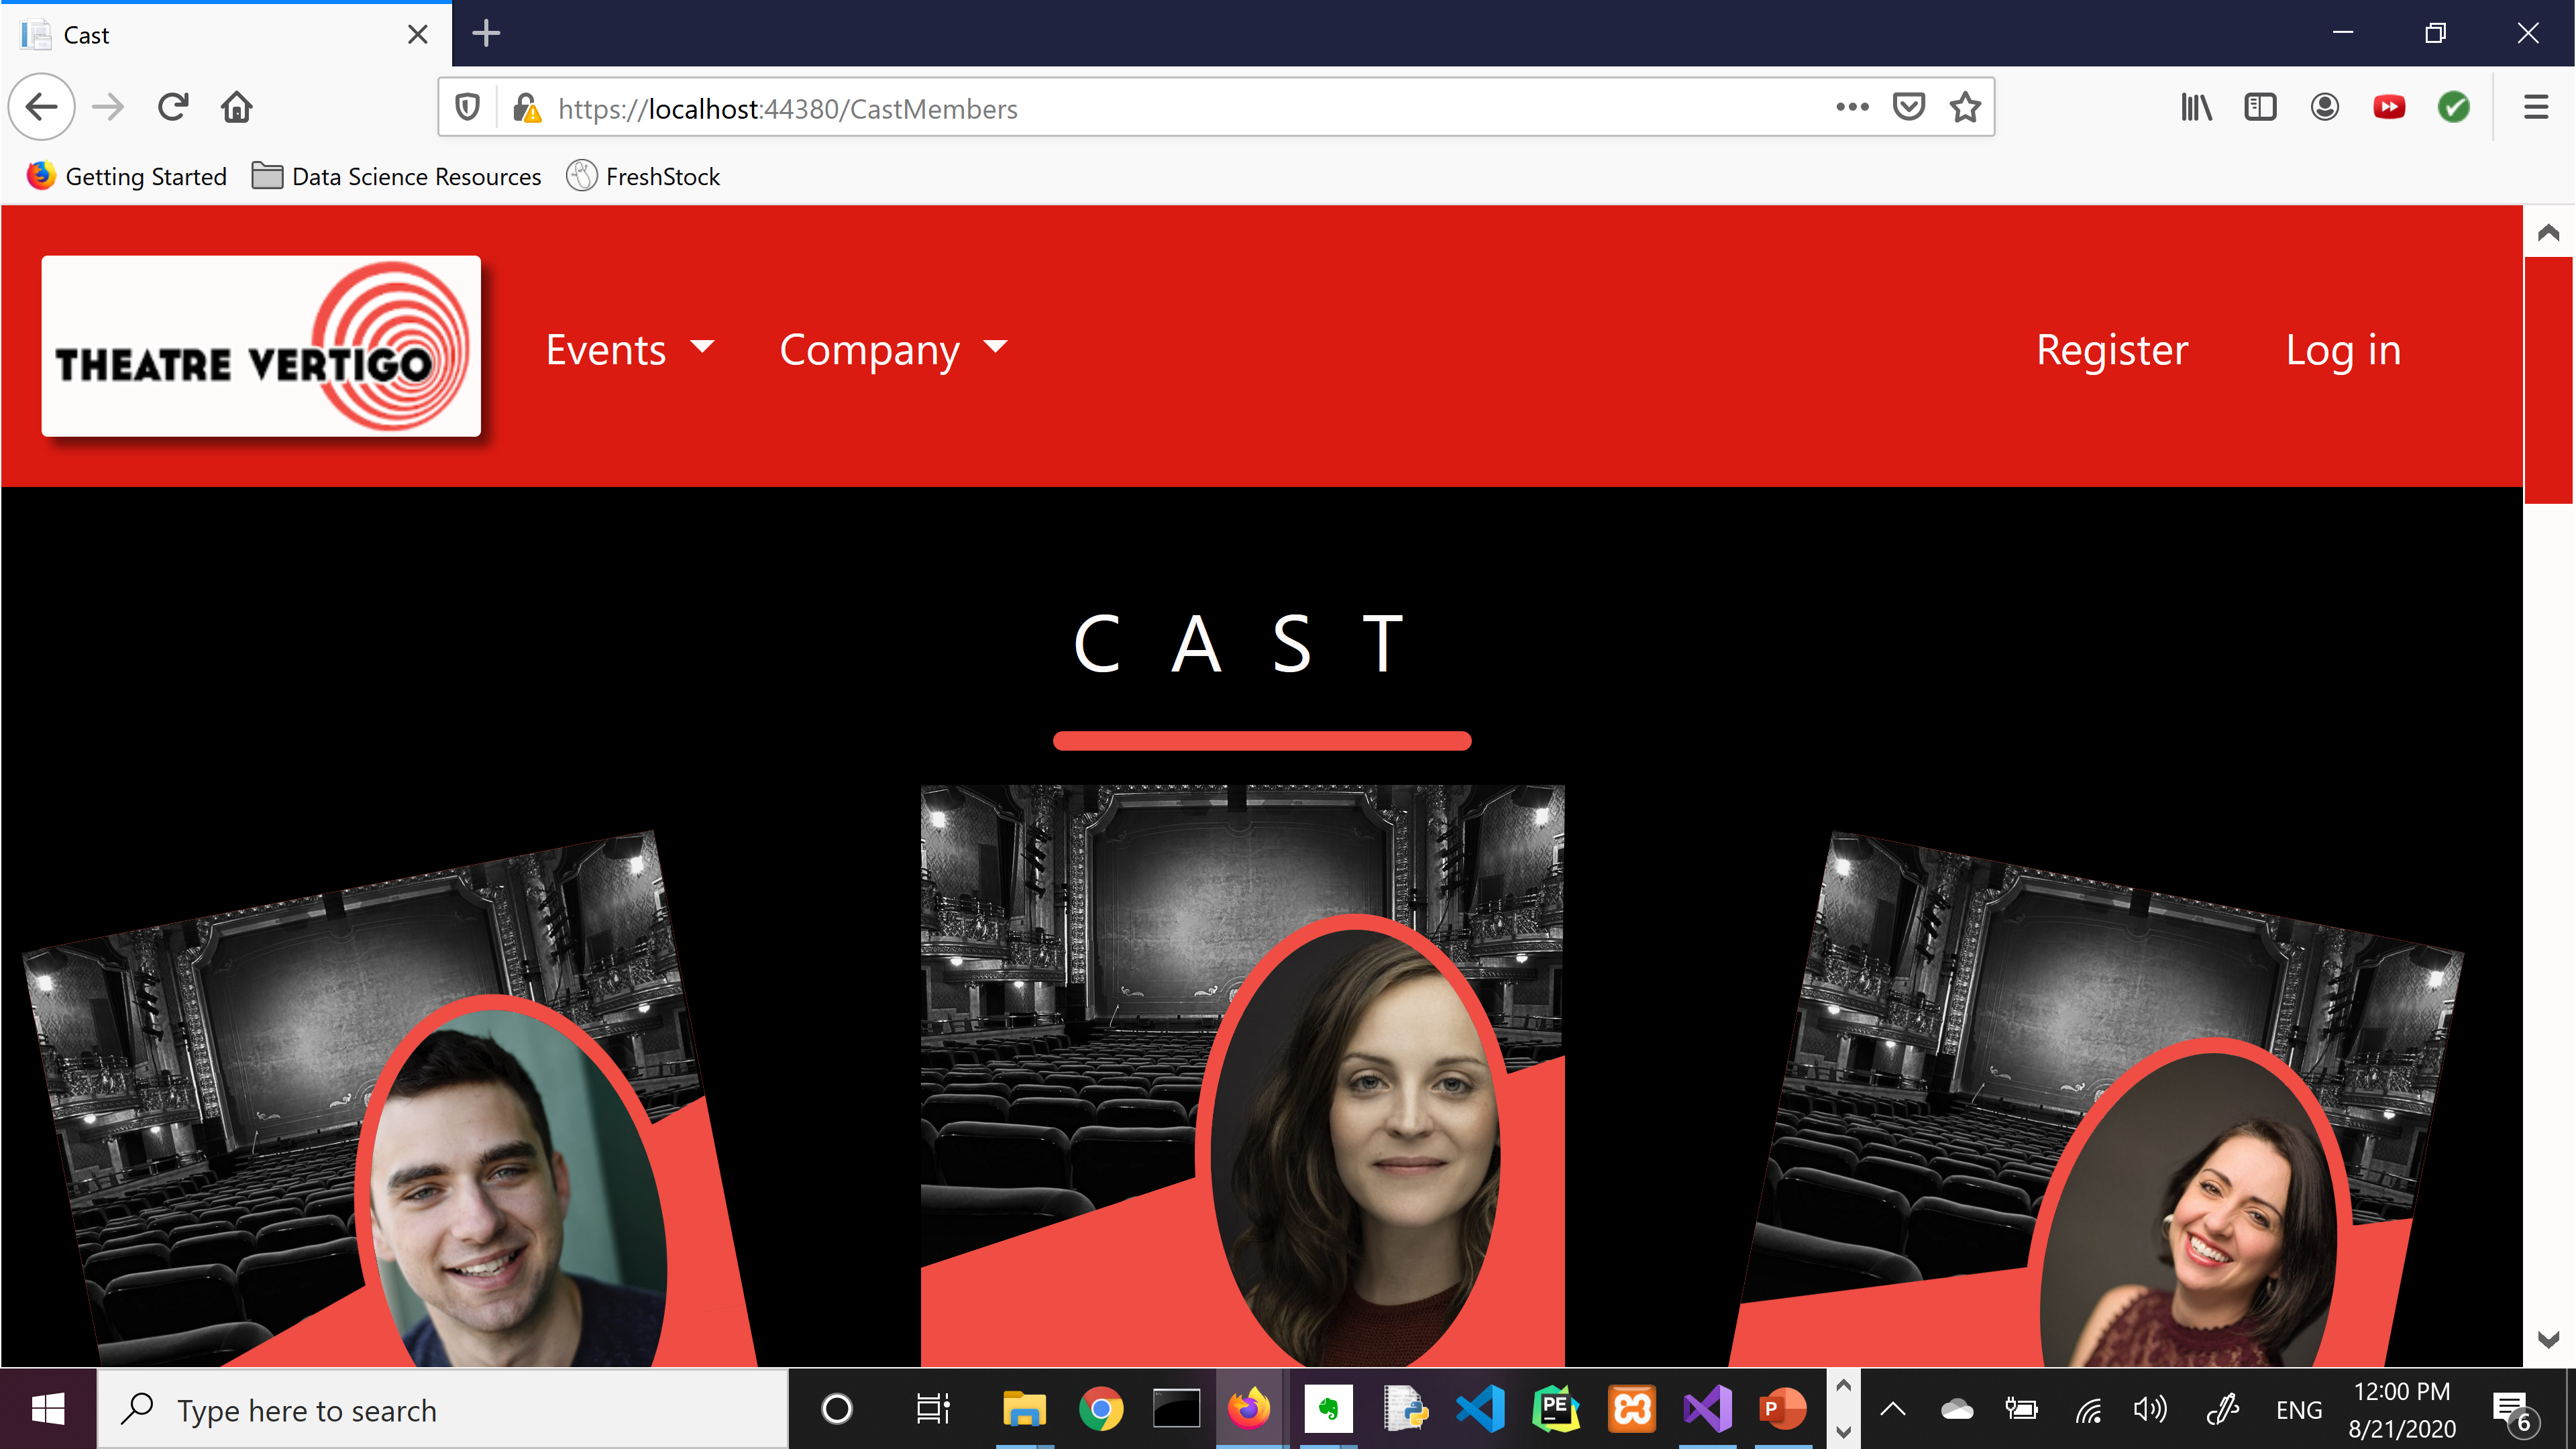 Cast
https://localhost:44380/CastMembers
Getting Started
Data Science Resources
FreshStock
THEATRE VERTIGO
Events
Company
Register
Log in
CAST
Type here to search
PE
P
ENG
12:00 PM
8/21/2020
6